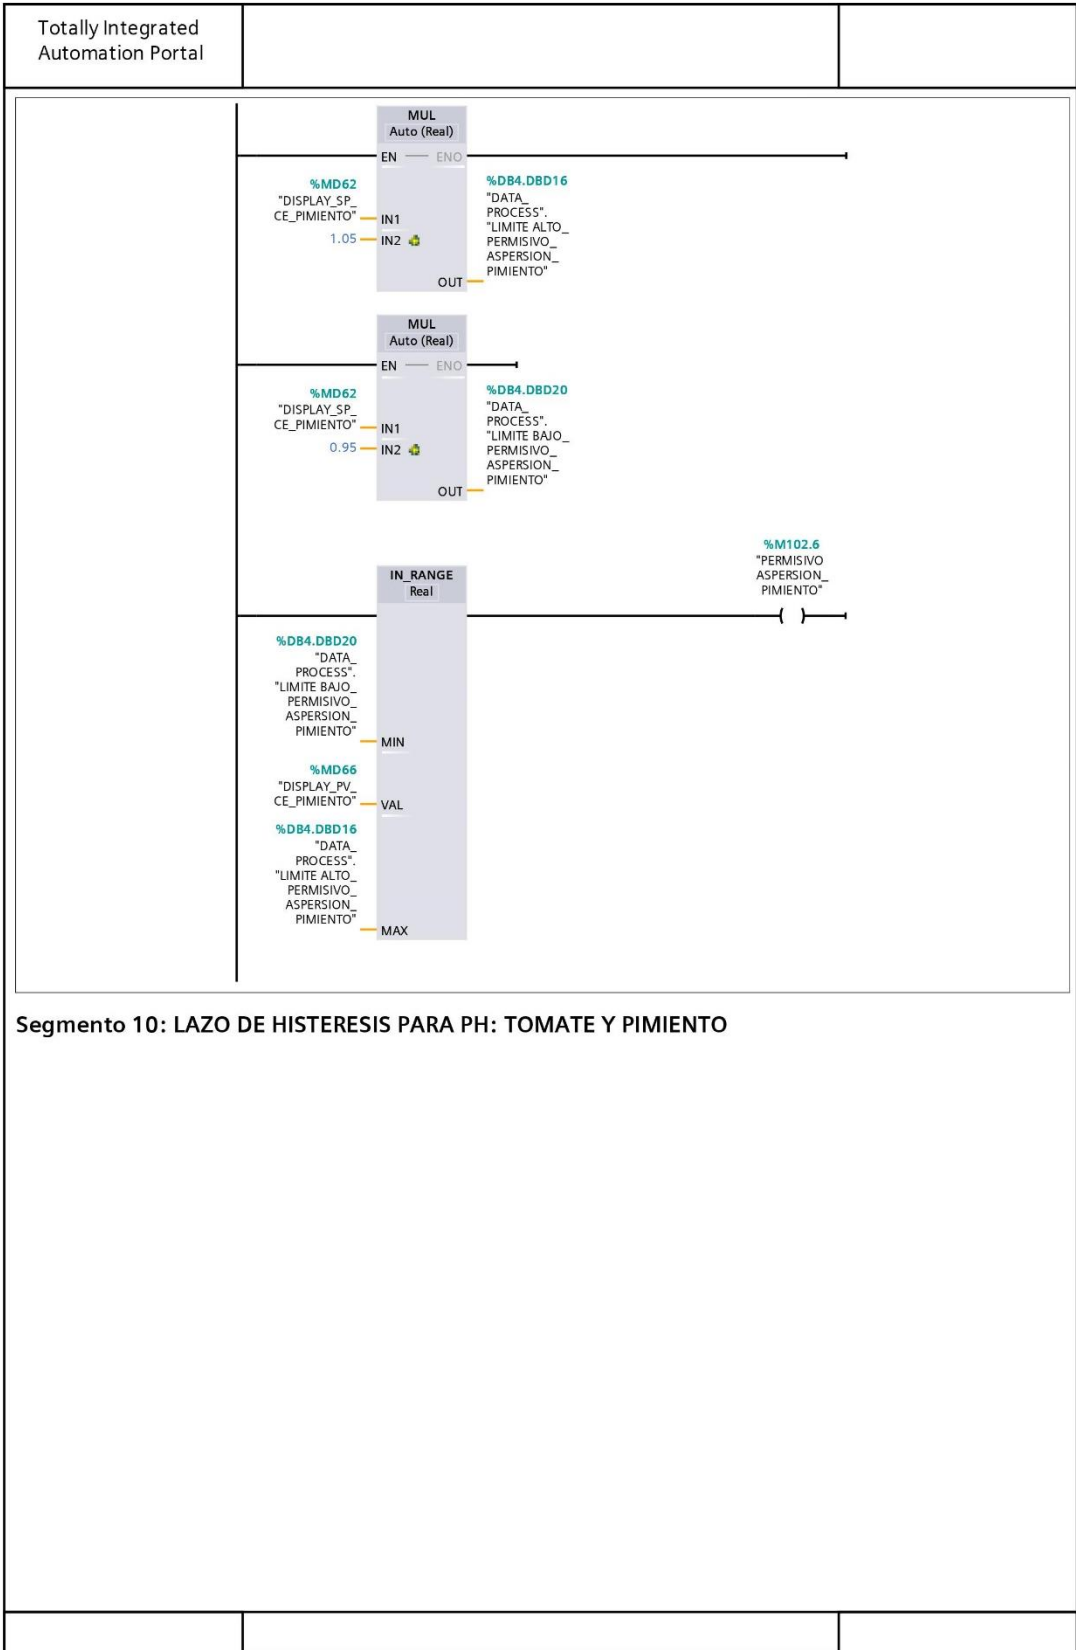 Totally Integrated
Automation Portal
MUL
Auto (Real)
EN
ENO
%MD62
"DISPLAY_SP_
CE_PIMIENTO"
IN1
1.05
IN2
%DB4.DBD16
"DATA_
PROCESS".
"LIMITE ALTO_
PERMISIVO_
ASPERSION_
PIMIENTO"
OUT
MUL
Auto (Real)
EN
ENO
%MD62
"DISPLAY_SP_
CE_PIMIENTO"
IN1
0.95
IN2
%DB4.DBD20
"DATA_
PROCESS".
"LIMITE BAJO_
PERMISIVO_
ASPERSION_
PIMIENTO"
OUT
IN_RANGE
Real
%M102.6
"PERMISIVO
ASPERSION_
PIMIENTO"
%DB4.DBD20
"DATA_
PROCESS".
"LIMITE BAJO_
PERMISIVO_
ASPERSION_
PIMIENTO"
MIN
%MD66
"DISPLAY_PV_
CE_PIMIENTO"
VAL
%DB4.DBD16
"DATA_
PROCESS".
"LIMITE ALTO_
PERMISIVO_
ASPERSION_
PIMIENTO"
MAX
Segmento 10: LAZO DE HISTERESIS PARA PH: TOMATE Y PIMIENTO